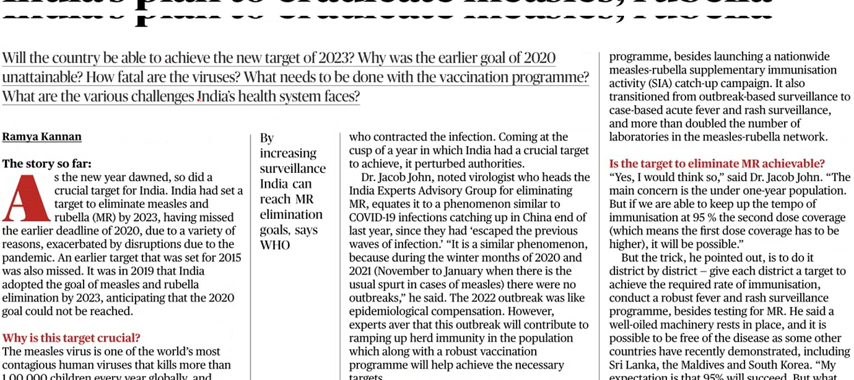 India's plan to eradicate measles, rubella
Will the country be able to achieve the new target of 2023? Why was the earlier goal of 2020
unattainable? How fatal are the viruses? What needs to be done with the vaccination programme?
What are the various challenges India's health system faces?
Ramya Kannan
The story so far:
As the new year dawned, so did a
crucial target for India. India had set a
target to eliminate measles and
rubella (MR) by 2023, having missed
the earlier deadline of 2020, due to a variety of
reasons, exacerbated by disruptions due to the
pandemic. An earlier target that was set for 2015
was also missed. It was in 2019 that India
adopted the goal of measles and rubella
elimination by 2023, anticipating that the 2020
goal could not be reached.
Why is this target crucial?
The measles virus is one of the world's most
contagious human viruses that kills more than
1,00,000 children every year globally, and
By
increasing
surveillance
India can
reach MR
elimination
goals, says
WHO
who contracted the infection. Coming at the
cusp of a year in which India had a crucial target
to achieve, it perturbed authorities.
Dr. Jacob John, noted virologist who heads the
India Experts Advisory Group for eliminating
MR, equates it to a phenomenon similar to
COVID-19 infections catching up in China end of
last year, since they had 'escaped the previous
waves of infection.' "It is a similar phenomenon,
because during the winter months of 2020 and
2021 (November to January when there is the
usual spurt in cases of measles) there were no
outbreaks," he said. The 2022 outbreak was like
epidemiological compensation. However,
experts aver that this outbreak will contribute to
ramping up herd immunity in the population
which along with a robust vaccination
programme will help achieve the necessary
targets.
programme, besides launching a nationwide
measles-rubella supplementary immunisation
activity (SIA) catch-up campaign. It also
transitioned from outbreak-based surveillance to
case-based acute fever and rash surveillance,
and more than doubled the number of
laboratories in the measles-rubella network.
Is the target to eliminate MR achievable?
"Yes, I would think so," said Dr. Jacob John. "The
main concern is the under one-year population.
But if we are able to keep up the tempo of
immunisation at 95 % the second dose coverage
(which means the first dose coverage has to be
higher), it will be possible."
But the trick, he pointed out, is to do it
district by district — give each district a target to
achieve the required rate of immunisation,
conduct a robust fever and rash surveillance
programme, besides testing for MR. He said a
well-oiled machinery rests in place, and it is
possible to be free of the disease as some other
countries have recently demonstrated, including
Sri Lanka, the Maldives and South Korea. "My
expectation is that 95% will succeed. But what